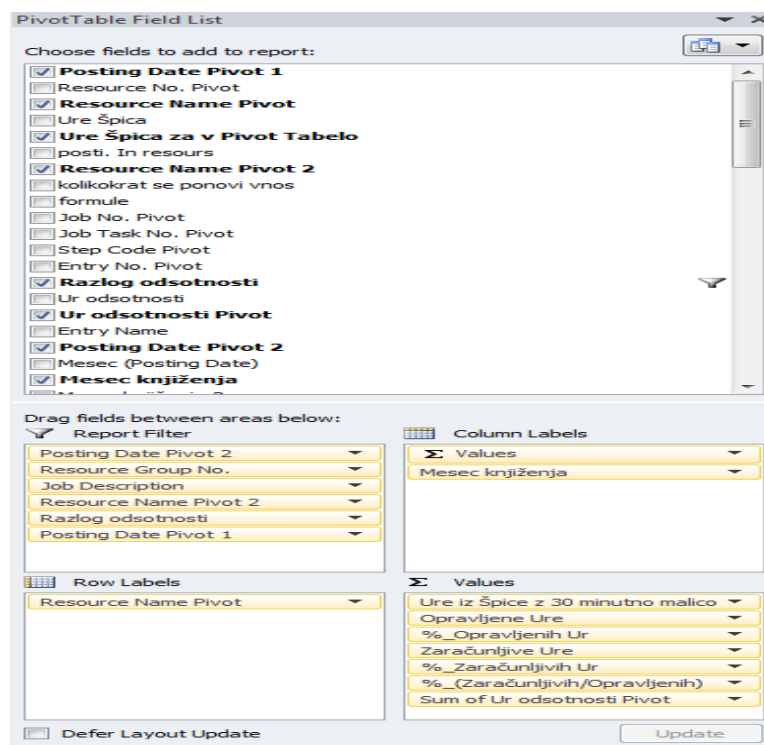 PivotTable Field List
Choose fields to add to report:
Posting Date Pivot 1
Resource No. Pivot
Resource Name Pivot
Ure Špica
Ure Špica za v Pivot Tabelo
posti. In resours
Resource Name Pivot 2
kolikokrat se ponovi vnos
formule
Job No. Pivot
Job Task No. Pivot
Step Code Pivot
Entry No. Pivot
Razlog odsotnosti
Ur odsotnosti
Ur odsotnosti Pivot
Entry Name
Posting Date Pivot 2
Mesec (Posting Date)
Mesec knjiženja
Drag fields between areas below:
Report Filter
Posting Date Pivot 2
Resource Group No.
Job Description
Resource Name Pivot 2
Razlog odsotnosti
Posting Date Pivot 1
Column Labels
Σ Values
Mesec knjiženja
Row Labels
Resource Name Pivot
Σ Values
Ure iz Špice z 30 minutno malico
Opravljene Ure
%_Opravljenih Ur
Zaračunljive Ure
%_Zaračunljivih Ur
%_(Zaračunljivih/Opravljenih)
Sum of Ur odsotnosti Pivot
Defer Layout Update
Update